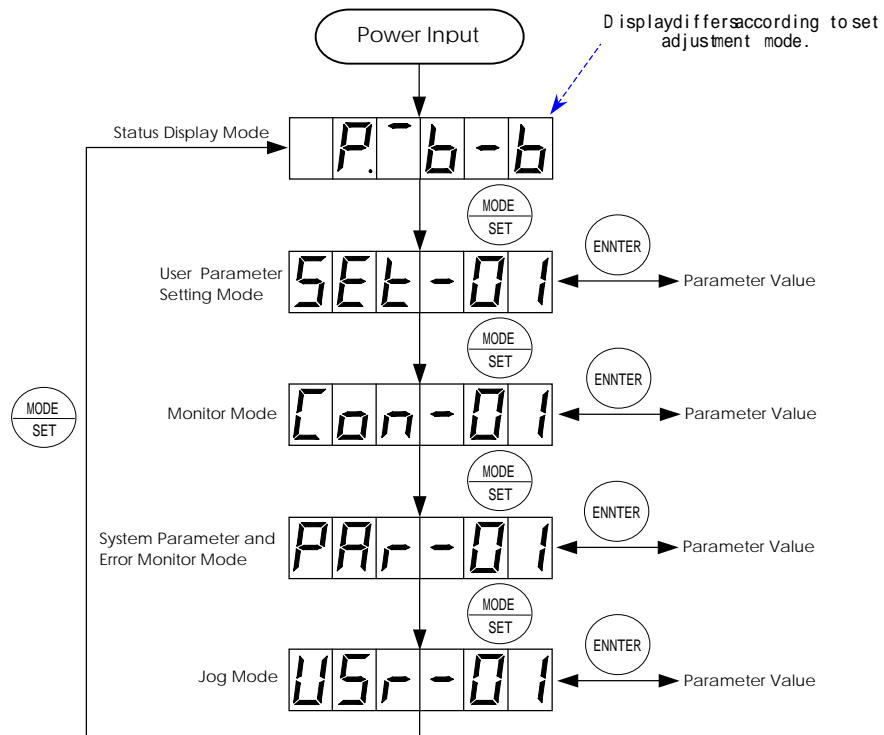 Power Input
D isplaydiffersaccording to set
adjustment mode.
Status Display Mode
P.¯b-b
MODE
SET
User Parameter
Setting Mode
SEt-01
ENNTER
Parameter Value
MODE
SET
MODE
SET
Monitor Mode
Con-01
ENNTER
Parameter Value
MODE
SET
System Parameter and
Error Monitor Mode
PAr-01
ENNTER
Parameter Value
MODE
SET
Jog Mode
USr-01
ENNTER
Parameter Value